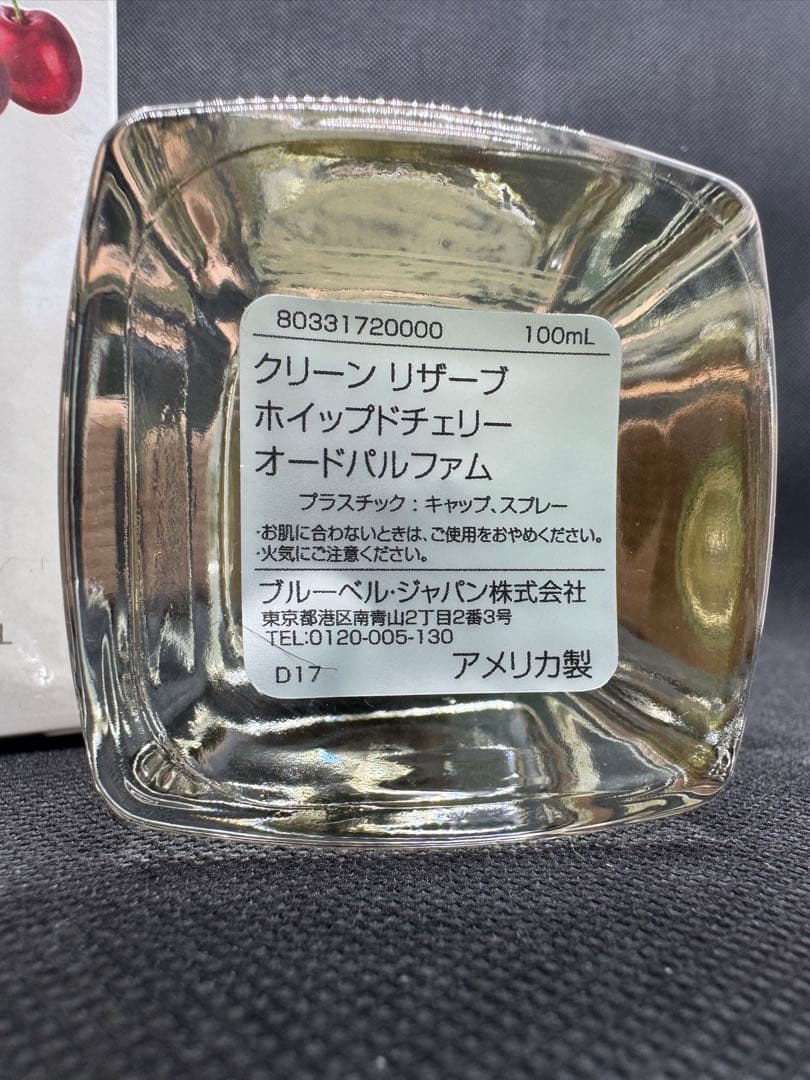 80331720000 100mL
クリーン リザーブ
ホイップドチェリー
オードパルファム
プラスチック : キャップ、スプレー
・お肌に合わないときは、ご使用をおやめください。
・火気にご注意ください。
ブルーベル・ジャパン株式会社
東京都港区南青山2丁目2番3号
TEL:0120-005-130
D17 アメリカ製
L